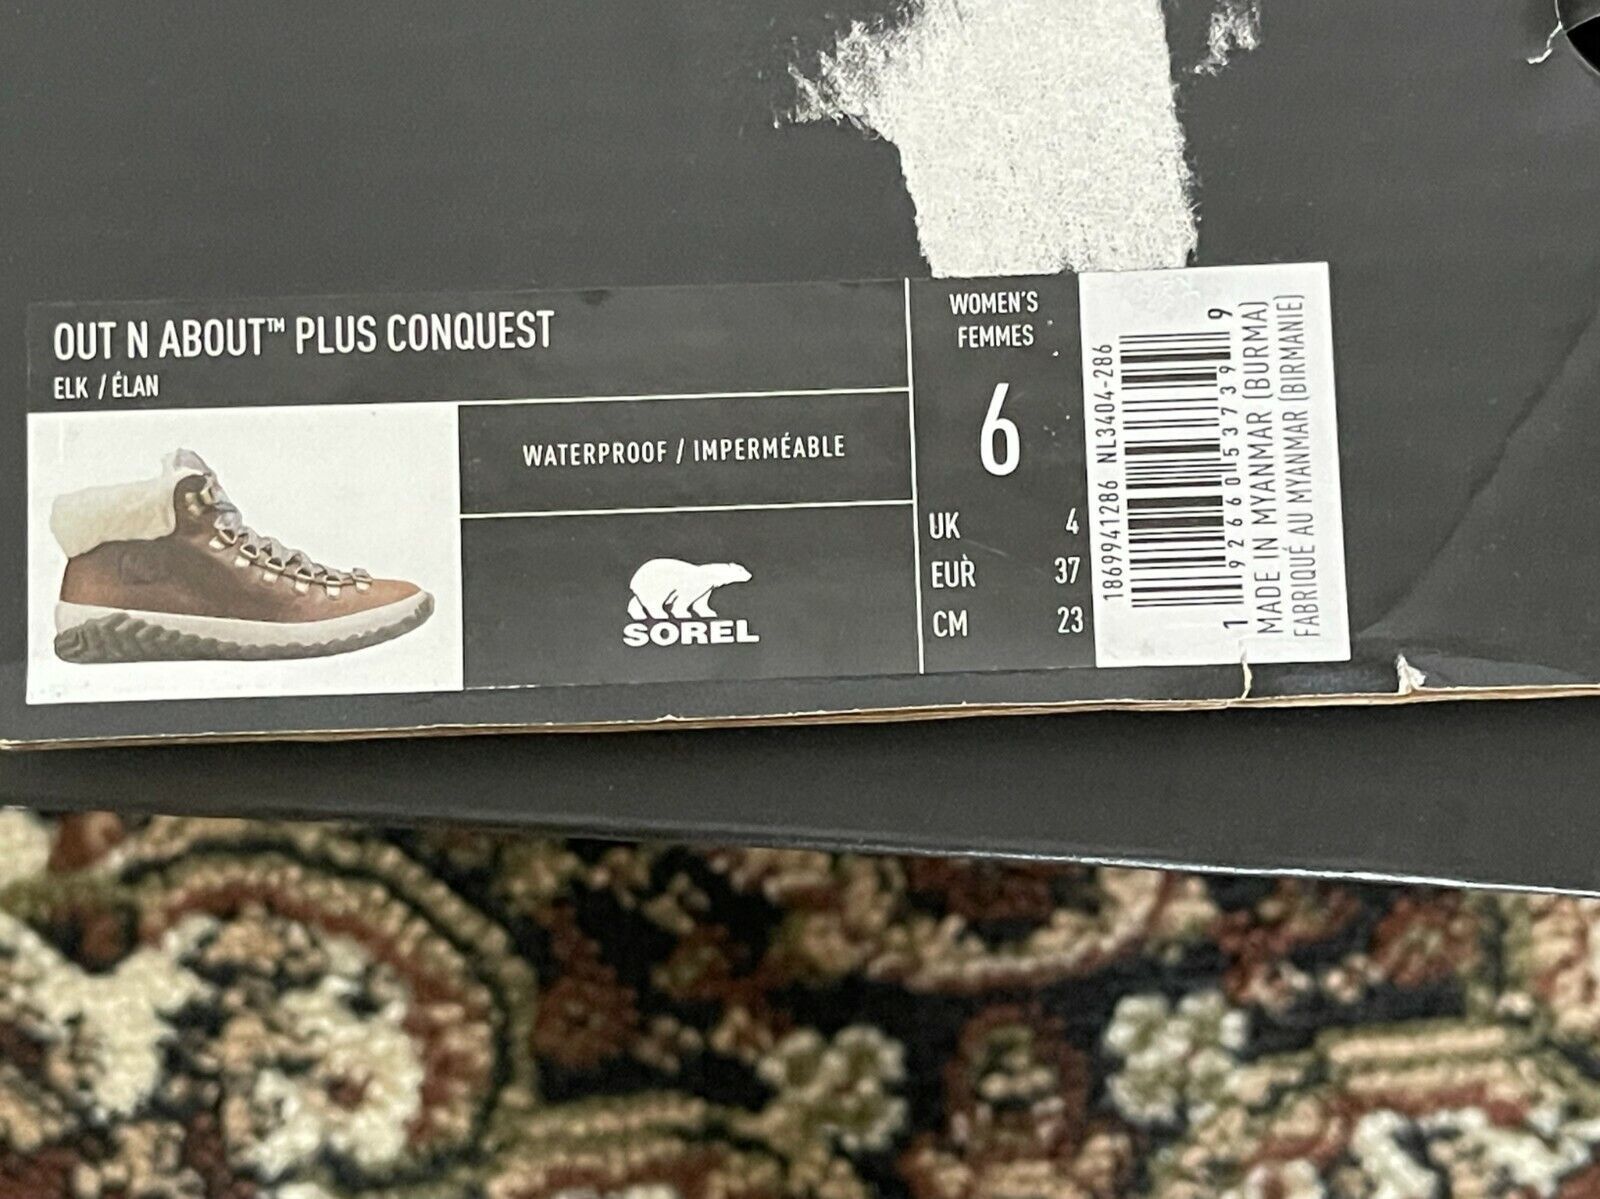 OUT N ABOUT™ PLUS CONQUEST
ELK / ÉLAN
WATERPROOF / IMPERMÉABLE
SOREL
WOMEN'S
FEMMES
6
UK 4
EUR 37
CM 23
1869941286 NL3404-286
1 92660 53739 9
MADE IN MYANMAR (BURMA)
FABRIQUÉ AU MYANMAR (BIRMANIE)